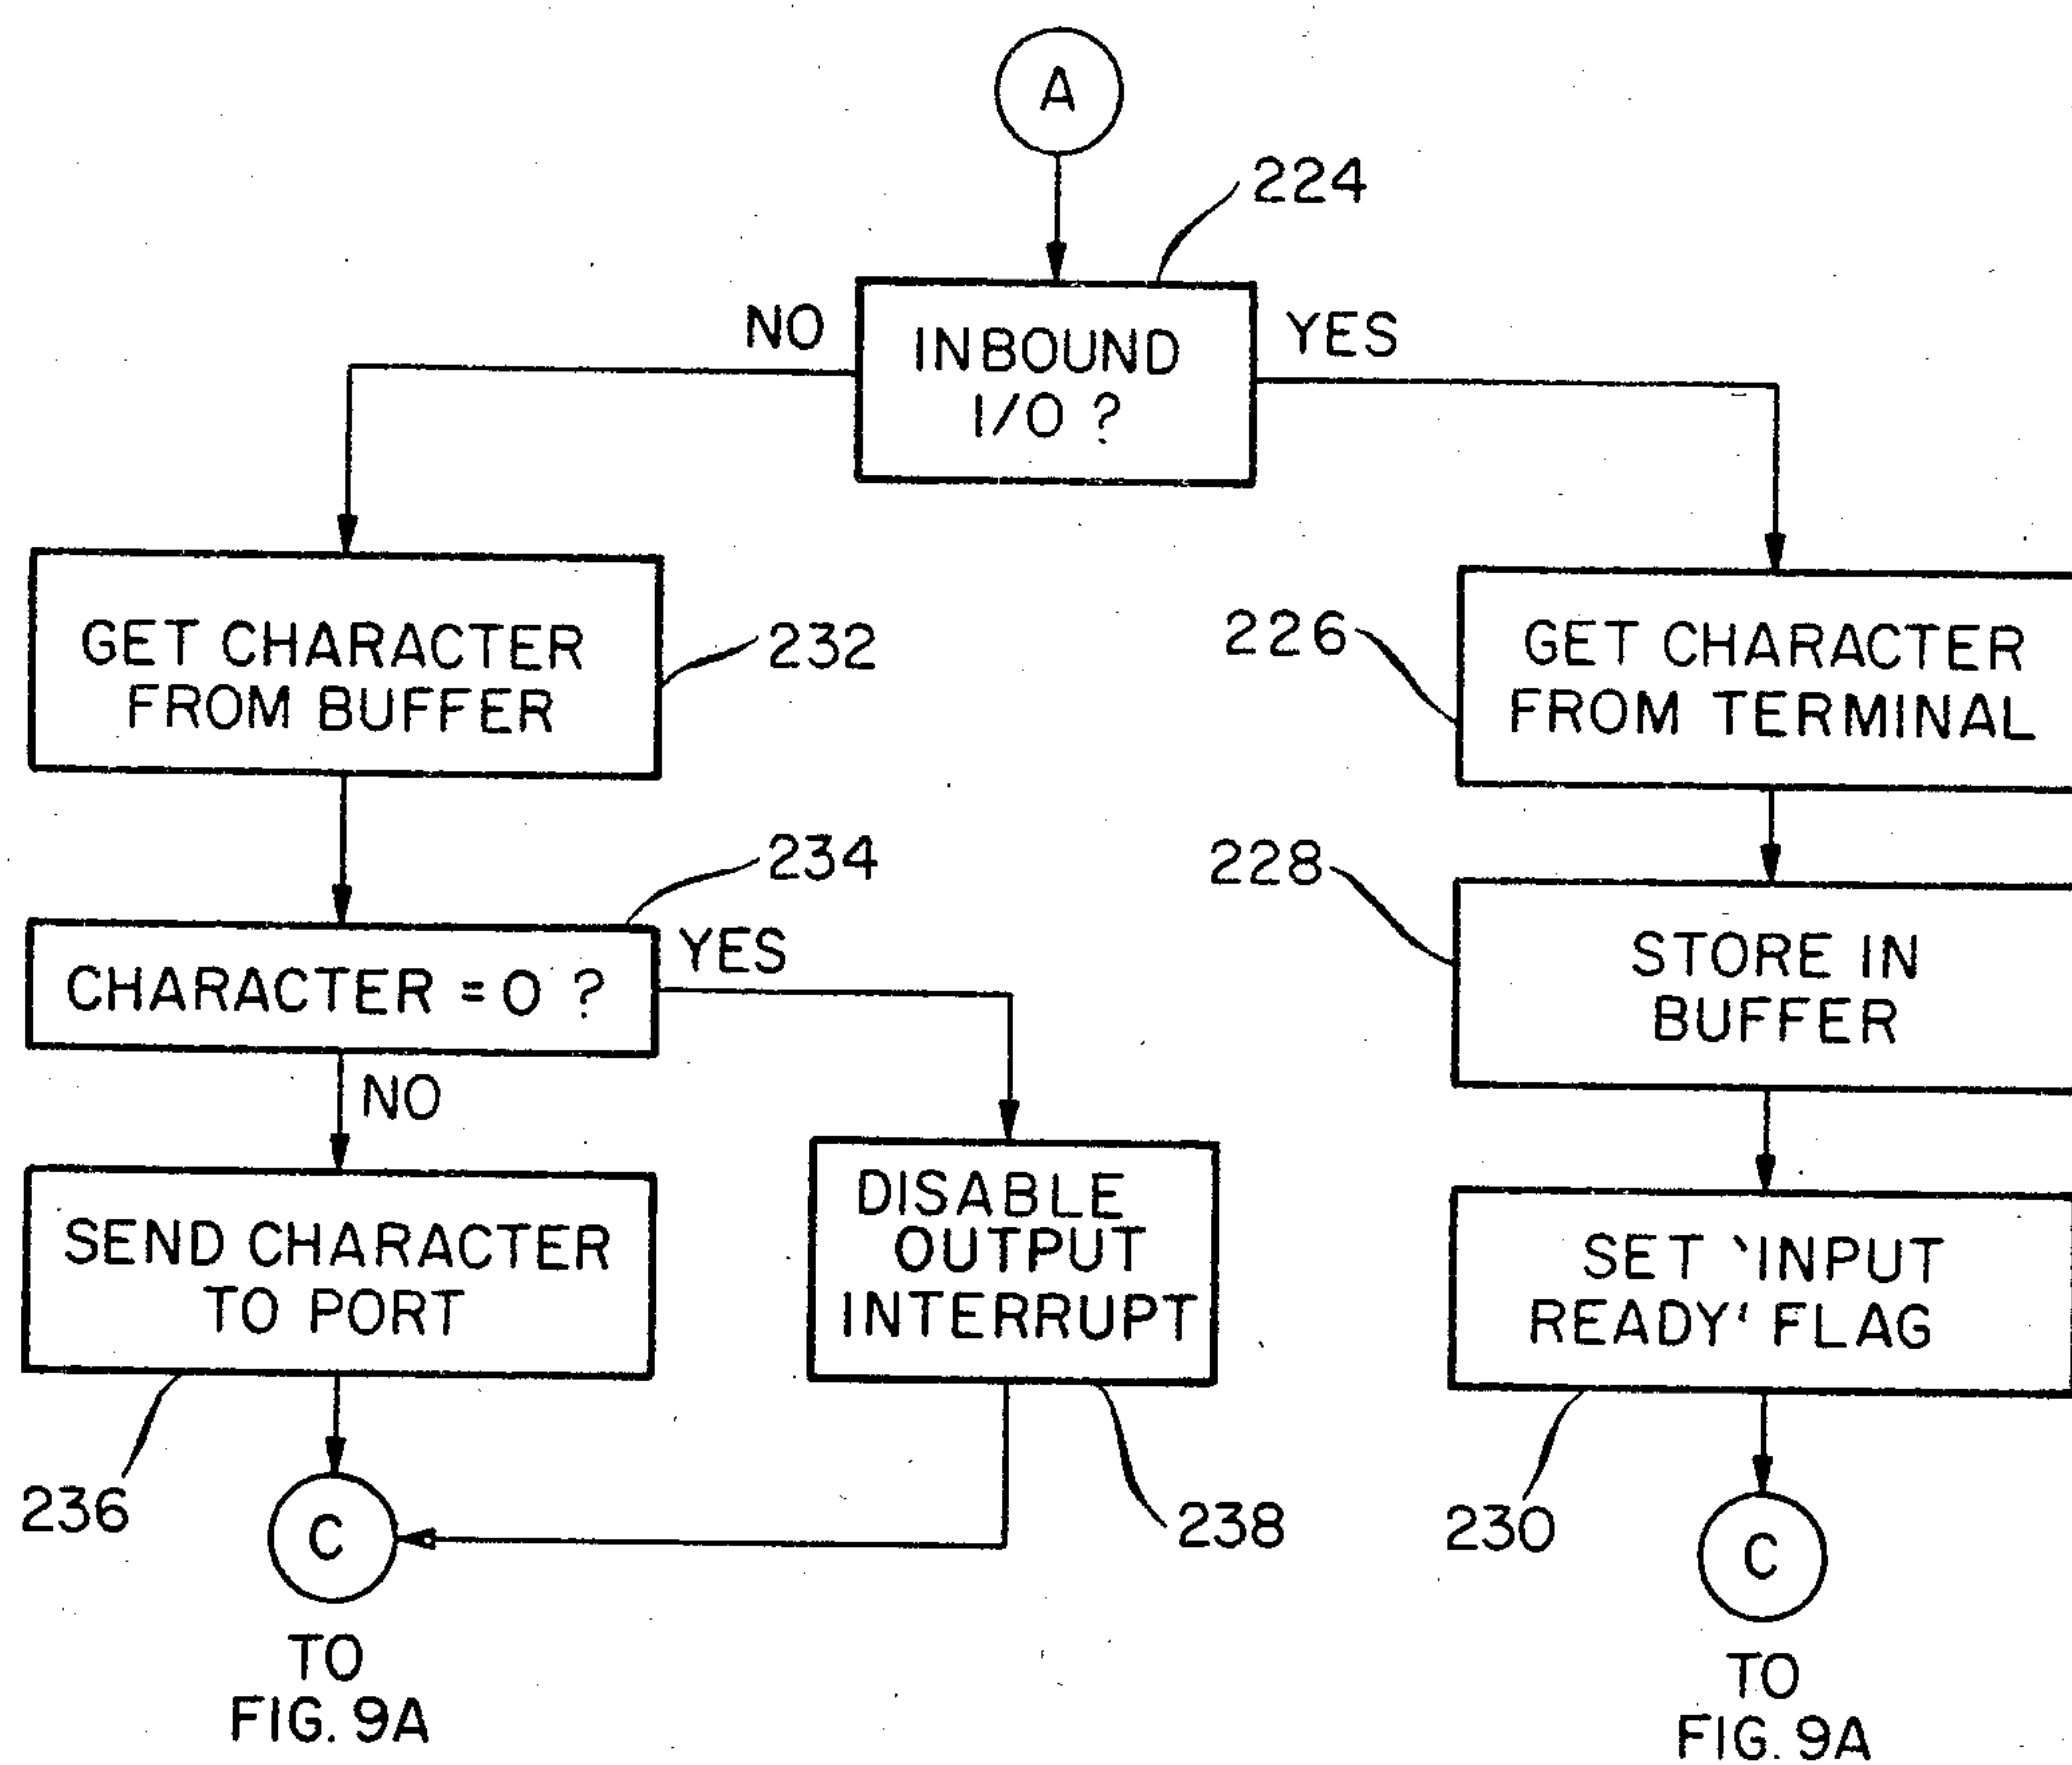 A
224
NO
INBOUND
I/O ?
YES
GET CHARACTER
FROM BUFFER
232
226
GET CHARACTER
FROM TERMINAL
234
CHARACTER = 0 ?
YES
NO
228
STORE IN
BUFFER
SEND CHARACTER
TO PORT
236
DISABLE
OUTPUT
INTERRUPT
238
SET 'INPUT
READY' FLAG
230
C
TO
FIG. 9A
C
TO
FIG. 9A